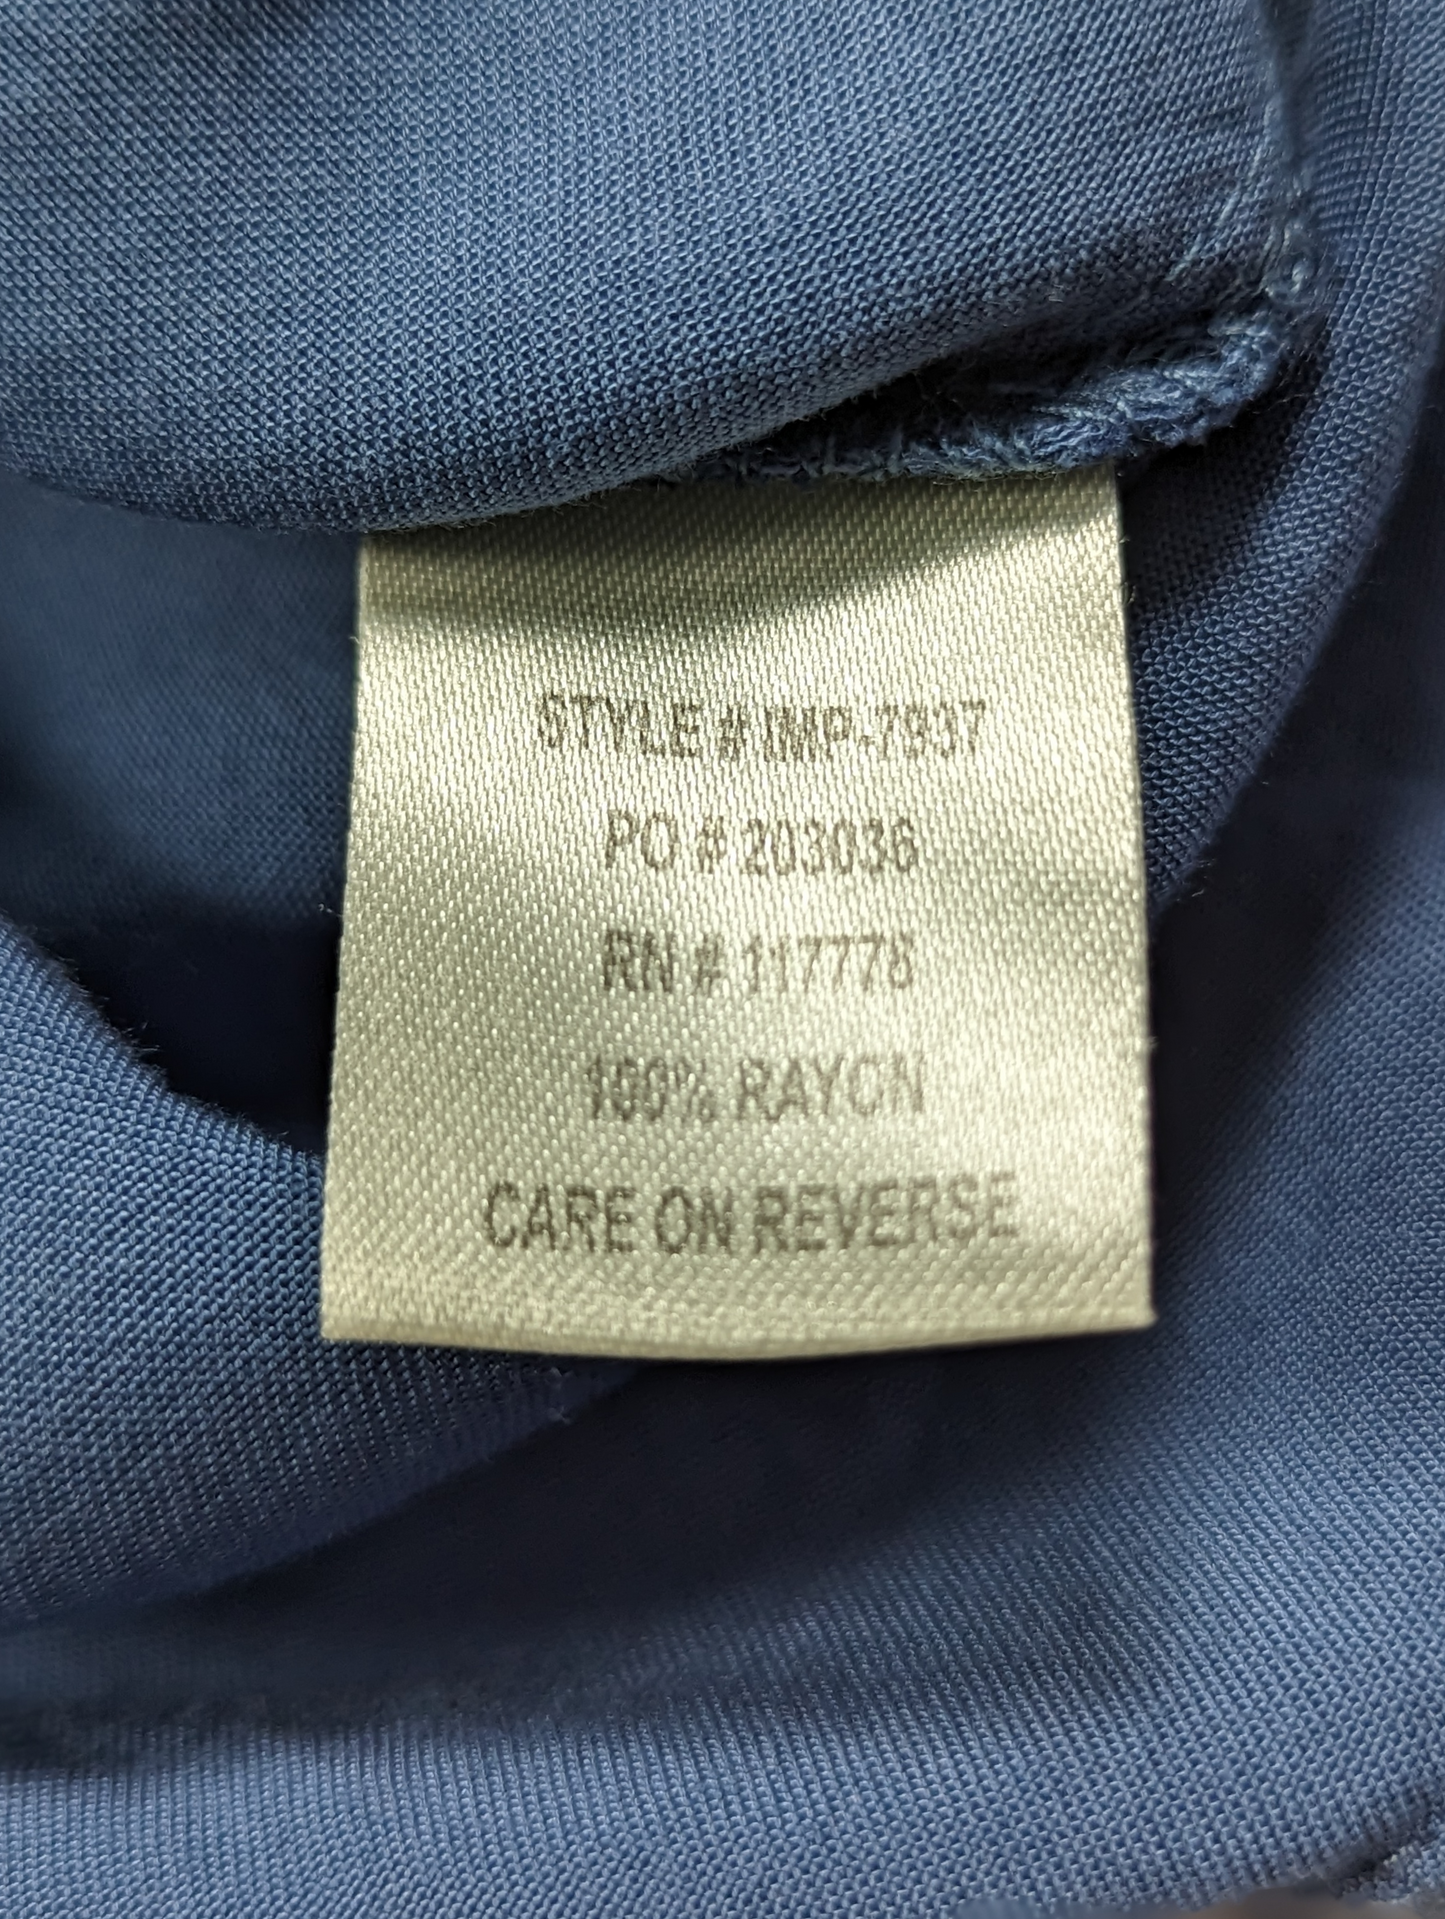 STYLE # IMP-7937
PO # 203036
RN # 117778
100% RAYON
CARE ON REVERSE